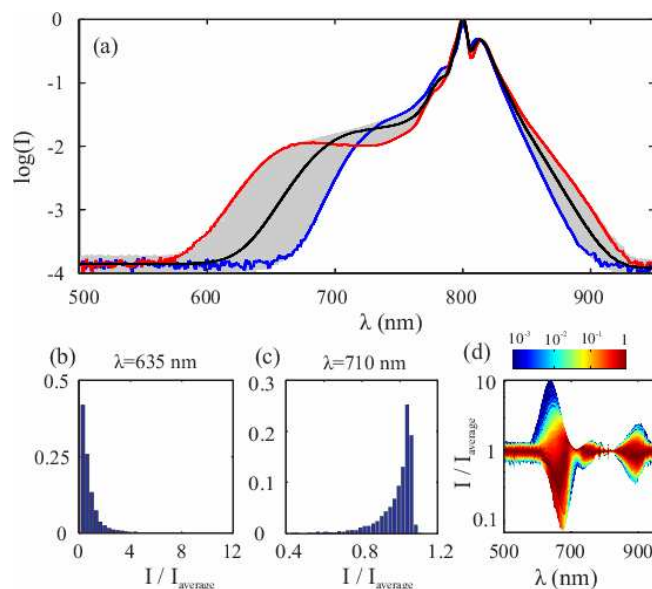 (a)
0
-1
-2
-3
-4
log(I)
500 600 700 800 900
λ (nm)
(b) λ=635 nm
0.5
0.25
0
0 4 8 12
I / I_average
(c) λ=710 nm
0.3
0.2
0.1
0
0.4 0.8 1.2
I / I_average
10^-3 10^-2 10^-1 1
(d)
10
1
0.1
I / I_average
500 700 900
λ (nm)